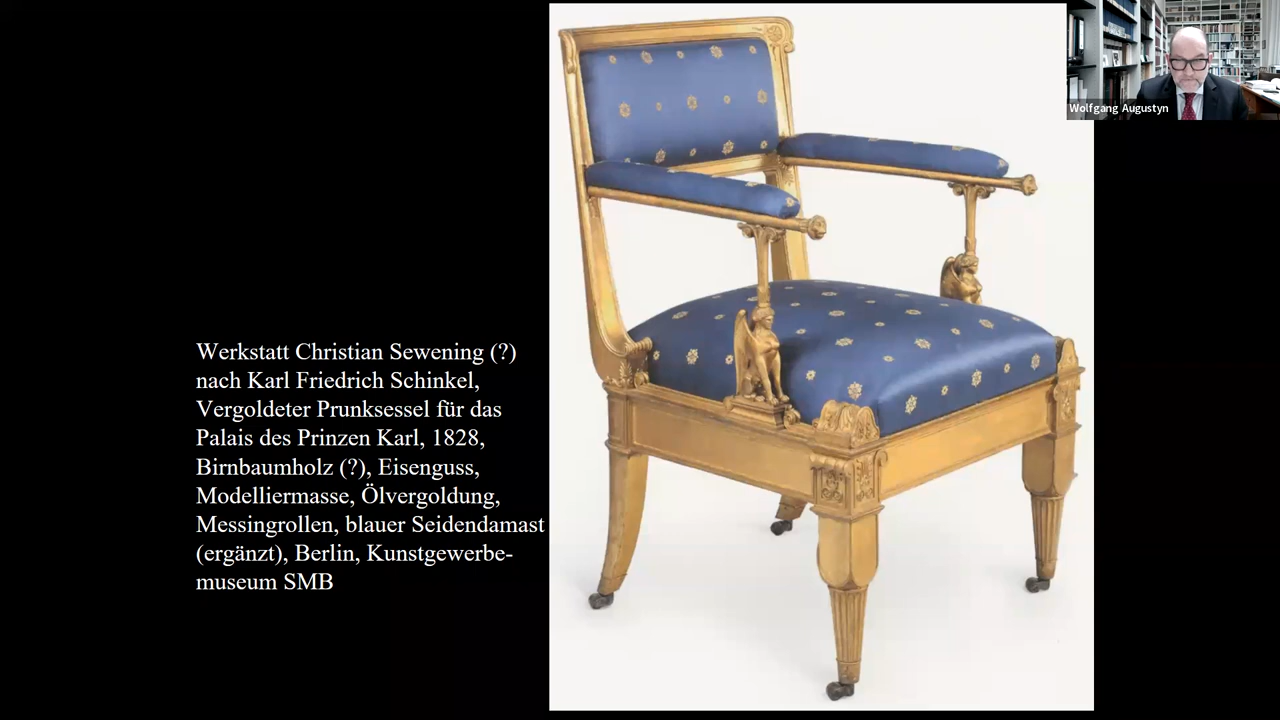 Wolfgang Augustyn
Werkstatt Christian Sewening (?)
nach Karl Friedrich Schinkel,
Vergoldeter Prunksessel für das
Palais des Prinzen Karl, 1828,
Birnbaumholz (?), Eisenguss,
Modelliermasse, Ölvergoldung,
Messingrollen, blauer Seidendamast
(ergänzt), Berlin, Kunstgewerbe-
museum SMB